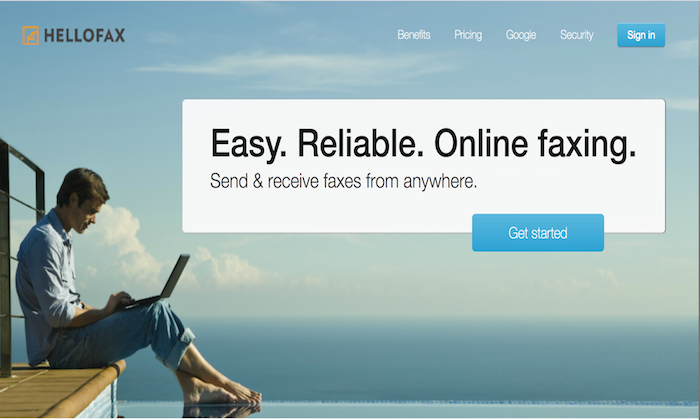 HELLOFAX
Benefits Pricing Google Security Sign in
Easy. Reliable. Online faxing.
Send & receive faxes from anywhere.
Get started